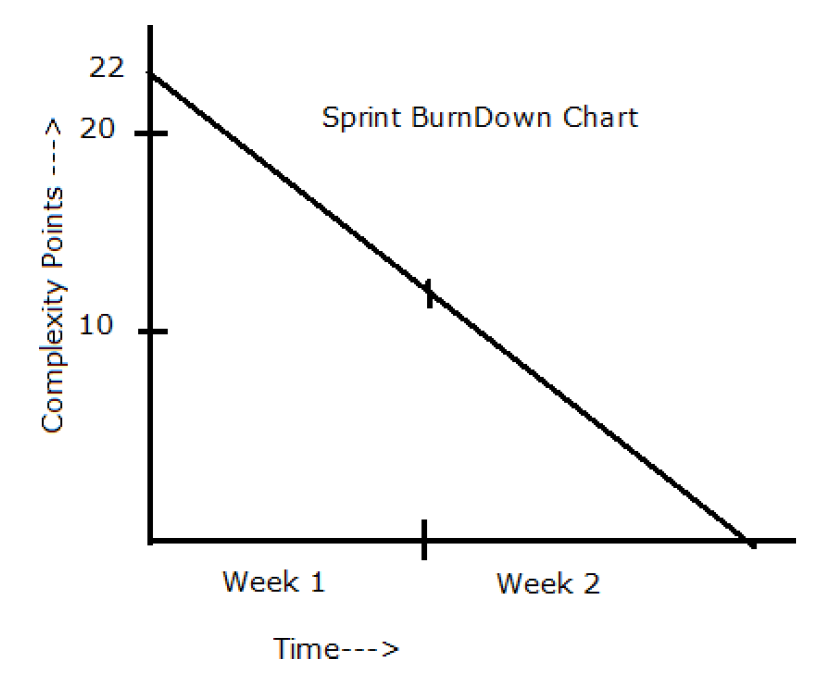 22
Sprint BurnDown Chart
20
Complexity Points --->
10
Week 1
Week 2
Time--->